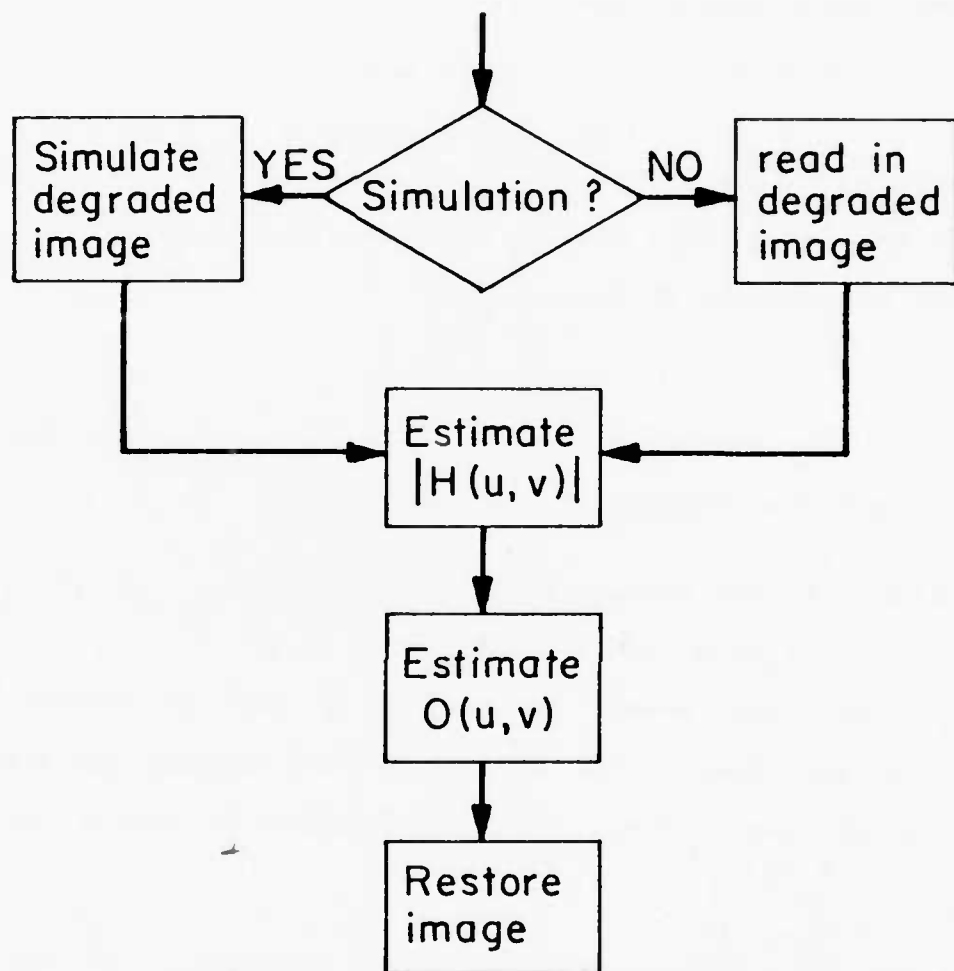 Simulate
degraded
image
YES
Simulation ?
NO
read in
degraded
image
Estimate
|H(u,v)|
Estimate
O(u,v)
Restore
image